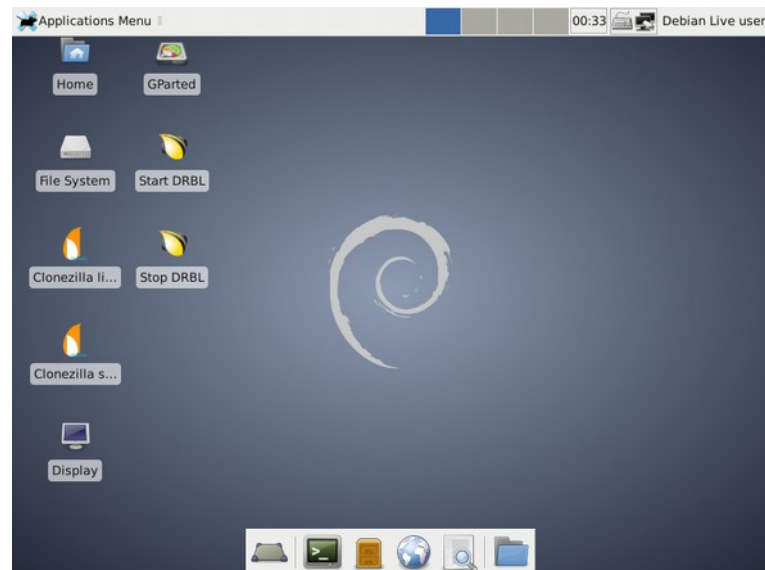 Applications Menu
00:33
Debian Live user
Home
GParted
File System
Start DRBL
Clonezilla li...
Stop DRBL
Clonezilla s...
Display